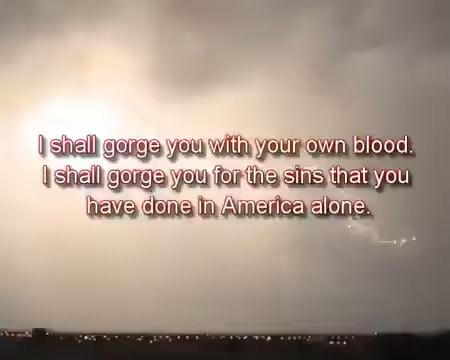 I shall gorge you with your own blood.
I shall gorge you for the sins that you
have done in America alone.